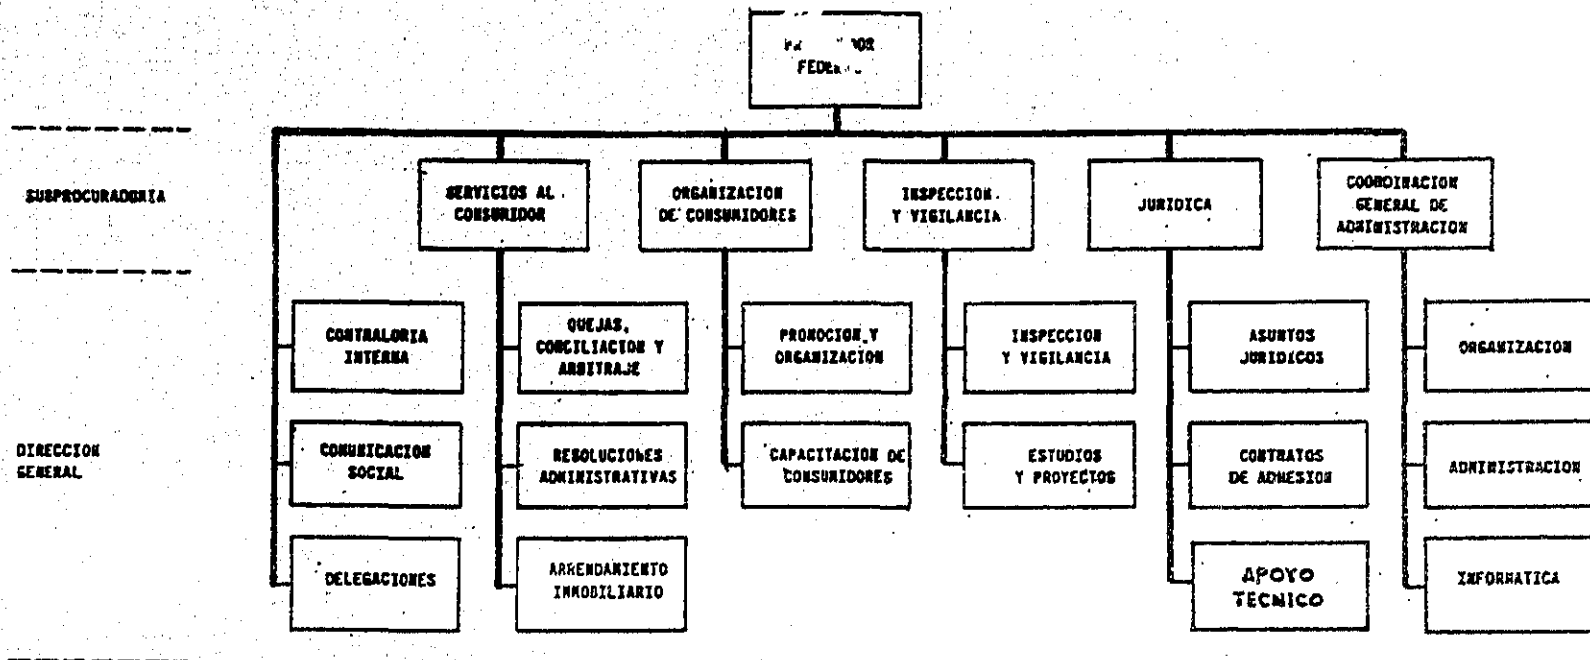 SUBPROCURADORIA
SERVICIOS AL
CONSUMIDOR
ORGANIZACION
DE CONSUMIDORES
INSPECCION
Y VIGILANCIA
JURIDICA
COORDINACION
GENERAL DE
ADMINISTRACION
DIRECCION
GENERAL
CONTRALORIA
INTERNA
QUEJAS,
CONCILIACION Y
ARBITRAJE
PROMOCION Y
ORGANIZACION
INSPECCION
Y VIGILANCIA
ASUNTOS
JURIDICOS
ORGANIZACION
COMUNICACION
SOCIAL
RESOLUCIONES
ADMINISTRATIVAS
CAPACITACION DE
CONSUMIDORES
ESTUDIOS
Y PROYECTOS
CONTRATOS
DE ADHESION
ADMINISTRACION
DELEGACIONES
ARRENDAMIENTO
INMOBILIARIO
APOYO
TECNICO
INFORMATICA